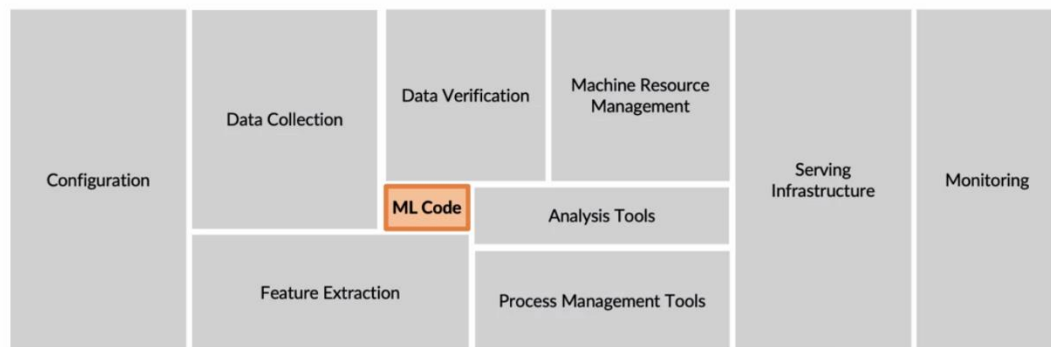 Configuration
Data Collection
Data Verification
Machine Resource
Management
ML Code
Analysis Tools
Feature Extraction
Process Management Tools
Serving
Infrastructure
Monitoring